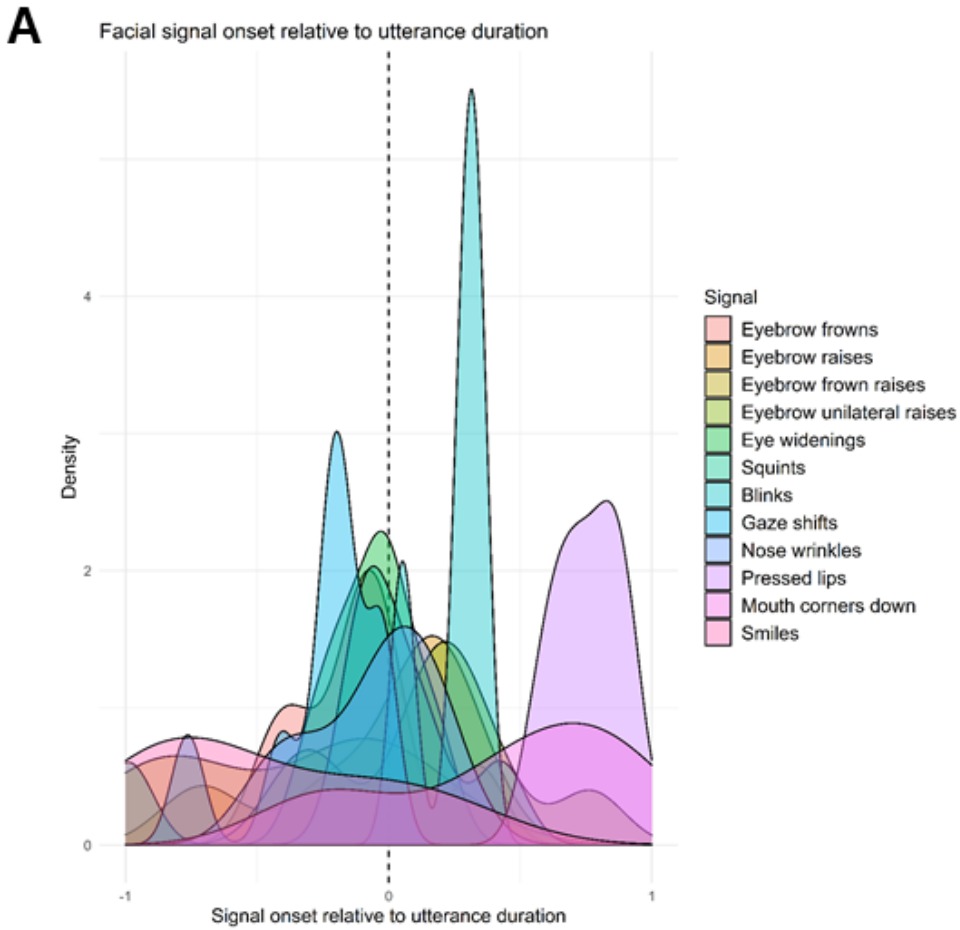 A
Facial signal onset relative to utterance duration
Density
4
2
0
-1
0
1
Signal onset relative to utterance duration
Signal
Eyebrow frowns
Eyebrow raises
Eyebrow frown raises
Eyebrow unilateral raises
Eye widenings
Squints
Blinks
Gaze shifts
Nose wrinkles
Pressed lips
Mouth corners down
Smiles